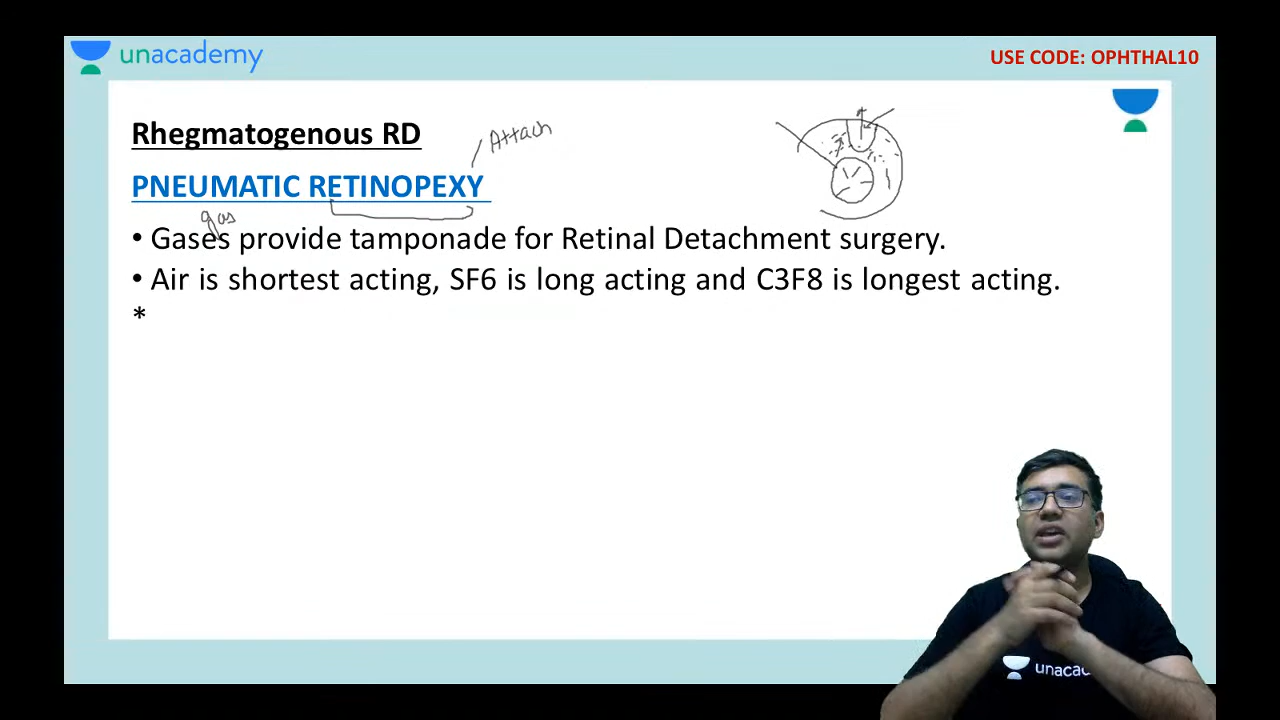 unacademy
USE CODE: OPHTHAL10
Rhegmatogenous RD
Attach
PNEUMATIC RETINOPEXY
gas
• Gases provide tamponade for Retinal Detachment surgery.
• Air is shortest acting, SF6 is long acting and C3F8 is longest acting.
*
unacad